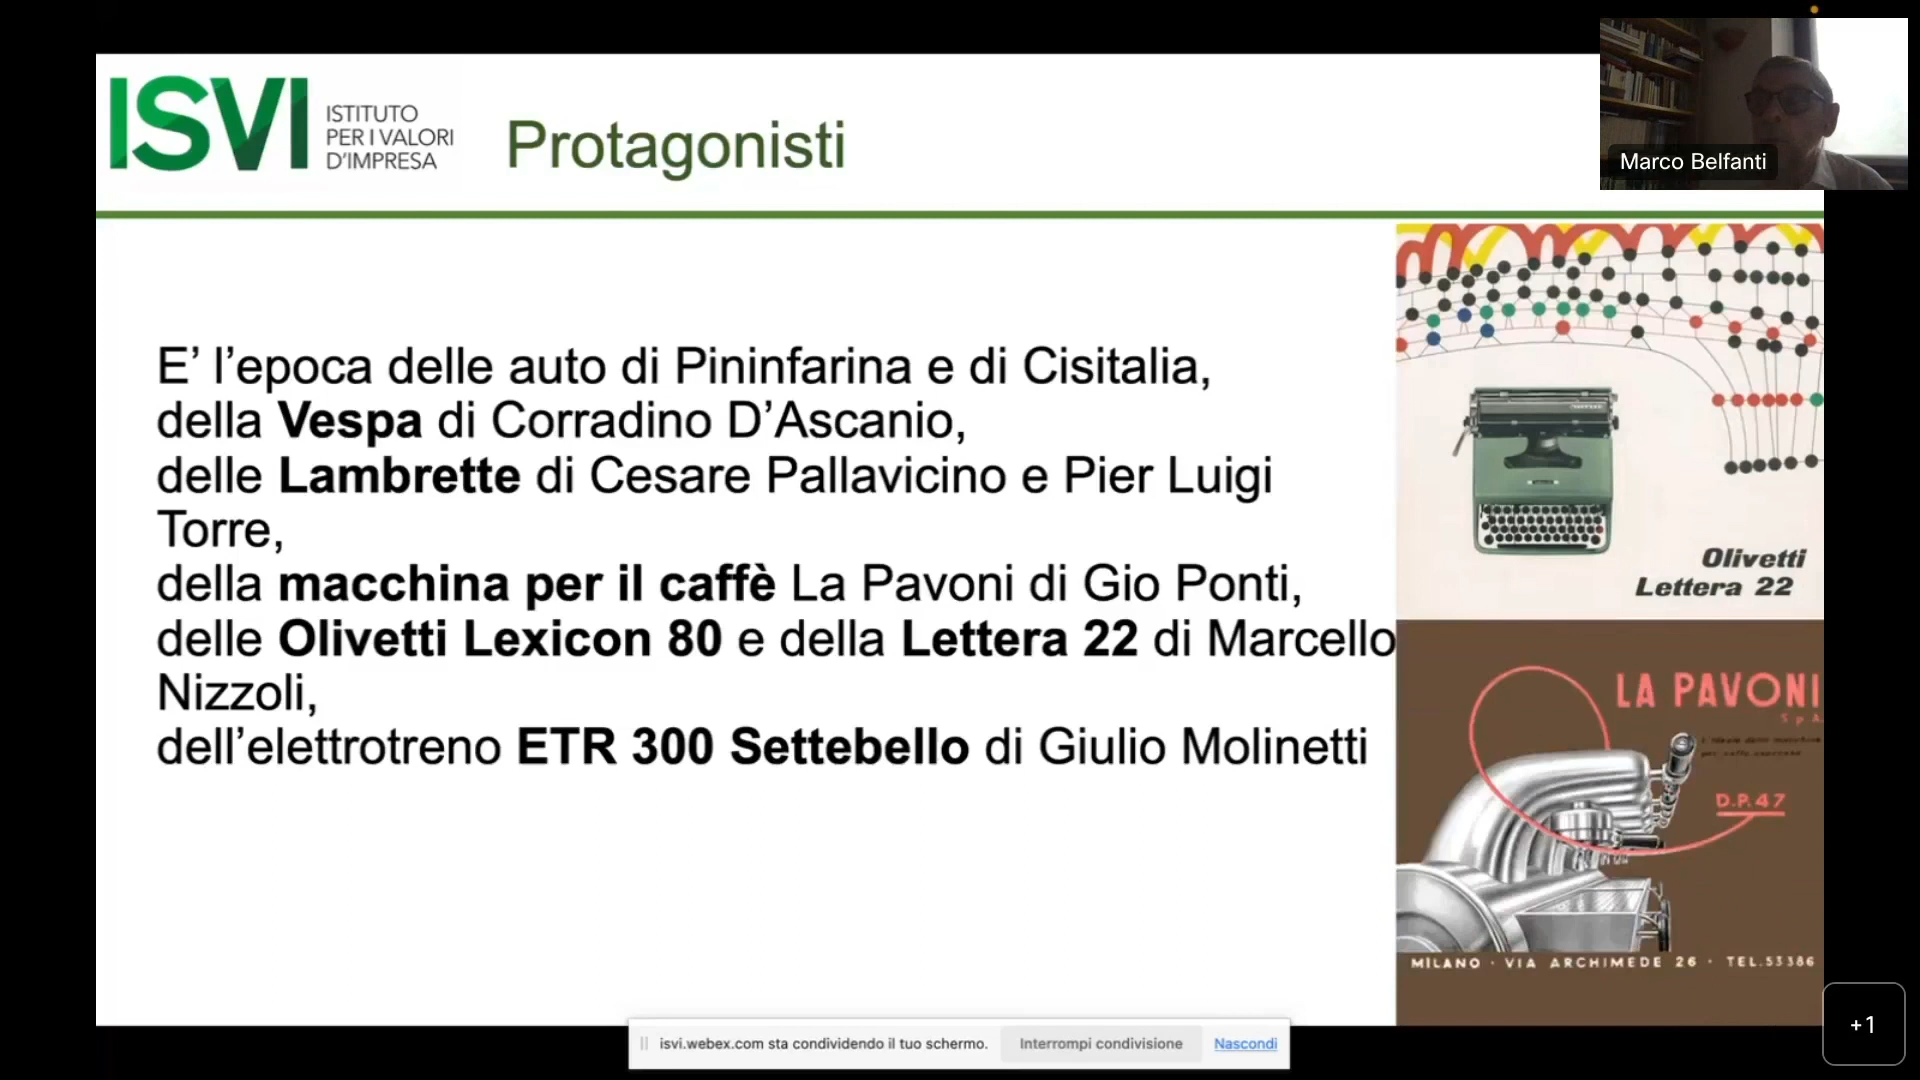 ISVI
ISTITUTO
PER I VALORI
D'IMPRESA
Protagonisti
Marco Belfanti
E' l'epoca delle auto di Pininfarina e di Cisitalia,
della Vespa di Corradino D'Ascanio,
delle Lambrette di Cesare Pallavicino e Pier Luigi
Torre,
della macchina per il caffè La Pavoni di Gio Ponti,
delle Olivetti Lexicon 80 e della Lettera 22 di Marcello
Nizzoli,
dell'elettrotreno ETR 300 Settebello di Giulio Molinetti
Olivetti
Lettera 22
LA PAVONI
S p A
per caffè espresso
D.P. 47
MILANO · VIA ARCHIMEDE 26 · TEL.53386
isvi.webex.com sta condividendo il tuo schermo.
Interrompi condivisione
Nascondi
+1